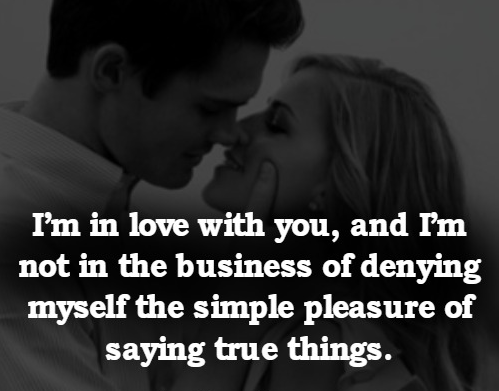 I'm in love with you, and I'm
not in the business of denying
myself the simple pleasure of
saying true things.